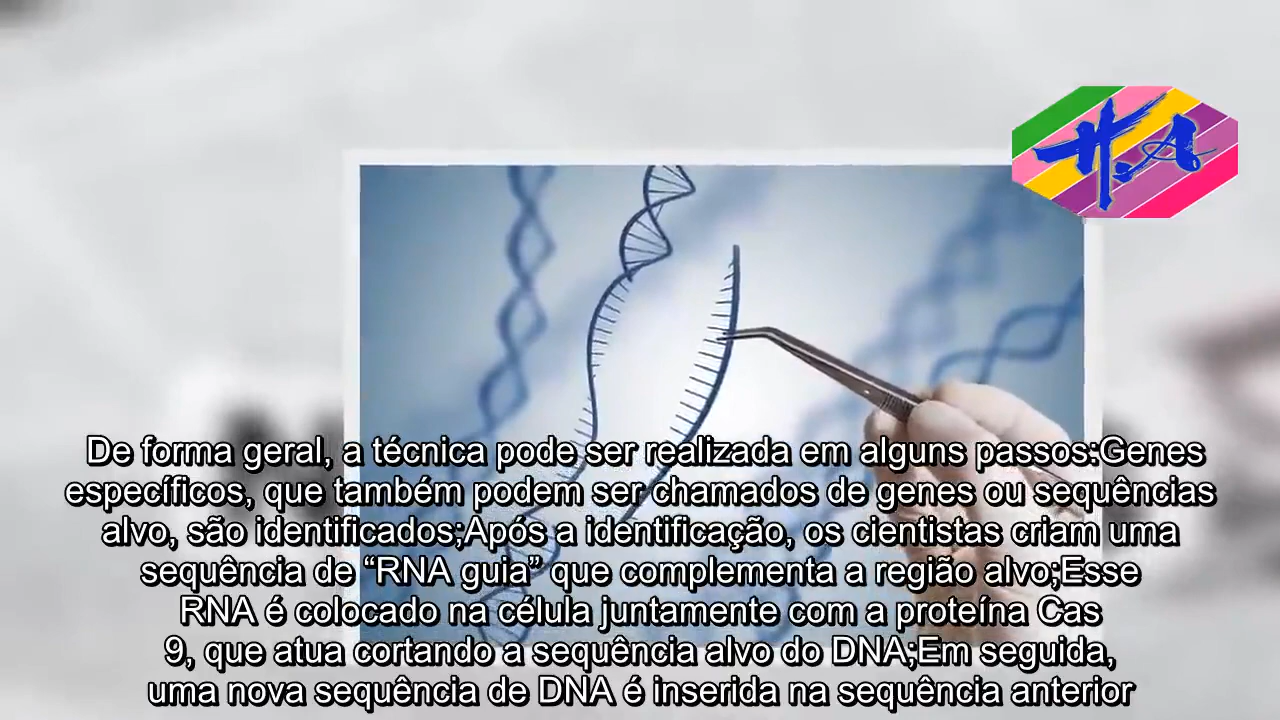 H.A
De forma geral, a técnica pode ser realizada em alguns passos:Genes
específicos, que também podem ser chamados de genes ou sequências
alvo, são identificados;Após a identificação, os cientistas criam uma
sequência de “RNA guia” que complementa a região alvo;Esse
RNA é colocado na célula juntamente com a proteína Cas
9, que atua cortando a sequência alvo do DNA;Em seguida,
uma nova sequência de DNA é inserida na sequência anterior